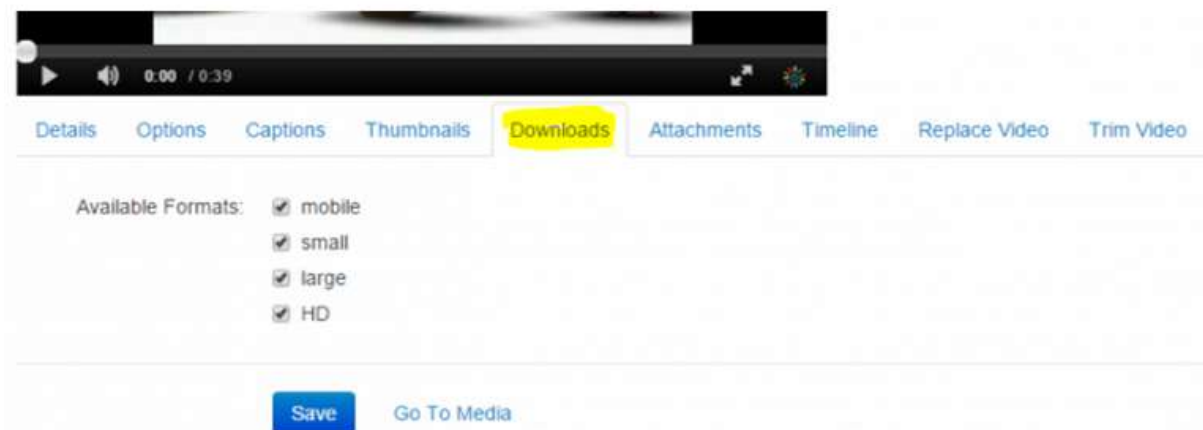 0:00 / 0:39
Details Options Captions Thumbnails Downloads Attachments Timeline Replace Video Trim Video
Available Formats: mobile
small
large
HD
Save Go To Media